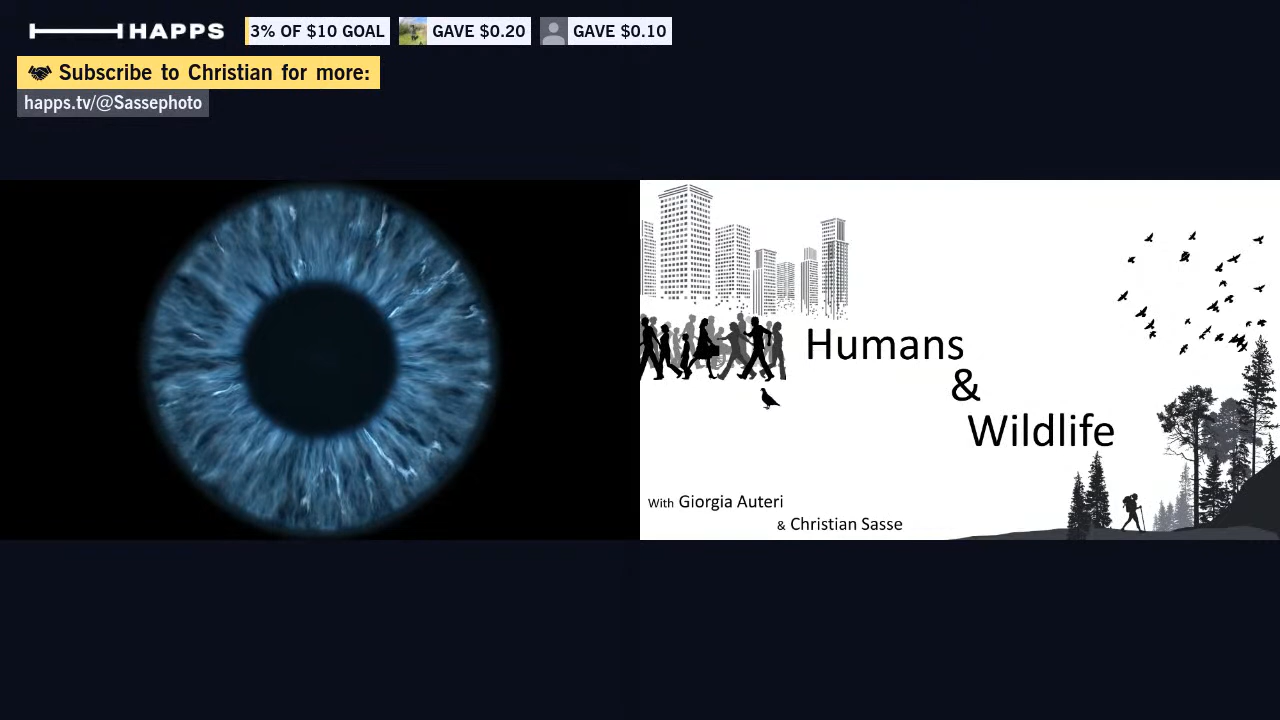 HAPPS
3% OF $10 GOAL
GAVE $0.20
GAVE $0.10
Subscribe to Christian for more:
happs.tv/@Sassephoto
Humans
&
Wildlife
With Giorgia Auteri
& Christian Sasse